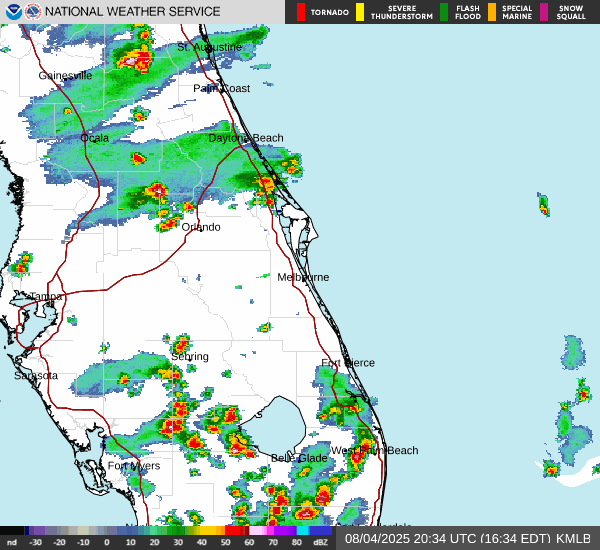 NATIONAL WEATHER SERVICE
TORNADO
SEVERE
THUNDERSTORM
FLASH
FLOOD
SPECIAL
MARINE
SNOW
SQUALL
St. Augustine
Gainesville
Palm Coast
Ocala
Daytona Beach
Orlando
Melbourne
Tampa
Sebring
Fort Pierce
Sarasota
West Palm Beach
Belle Glade
Fort Myers
nd -30 -20 -10 0 10 20 30 40 50 60 70 80 dBZ
08/04/2025 20:34 UTC (16:34 EDT) KMLB